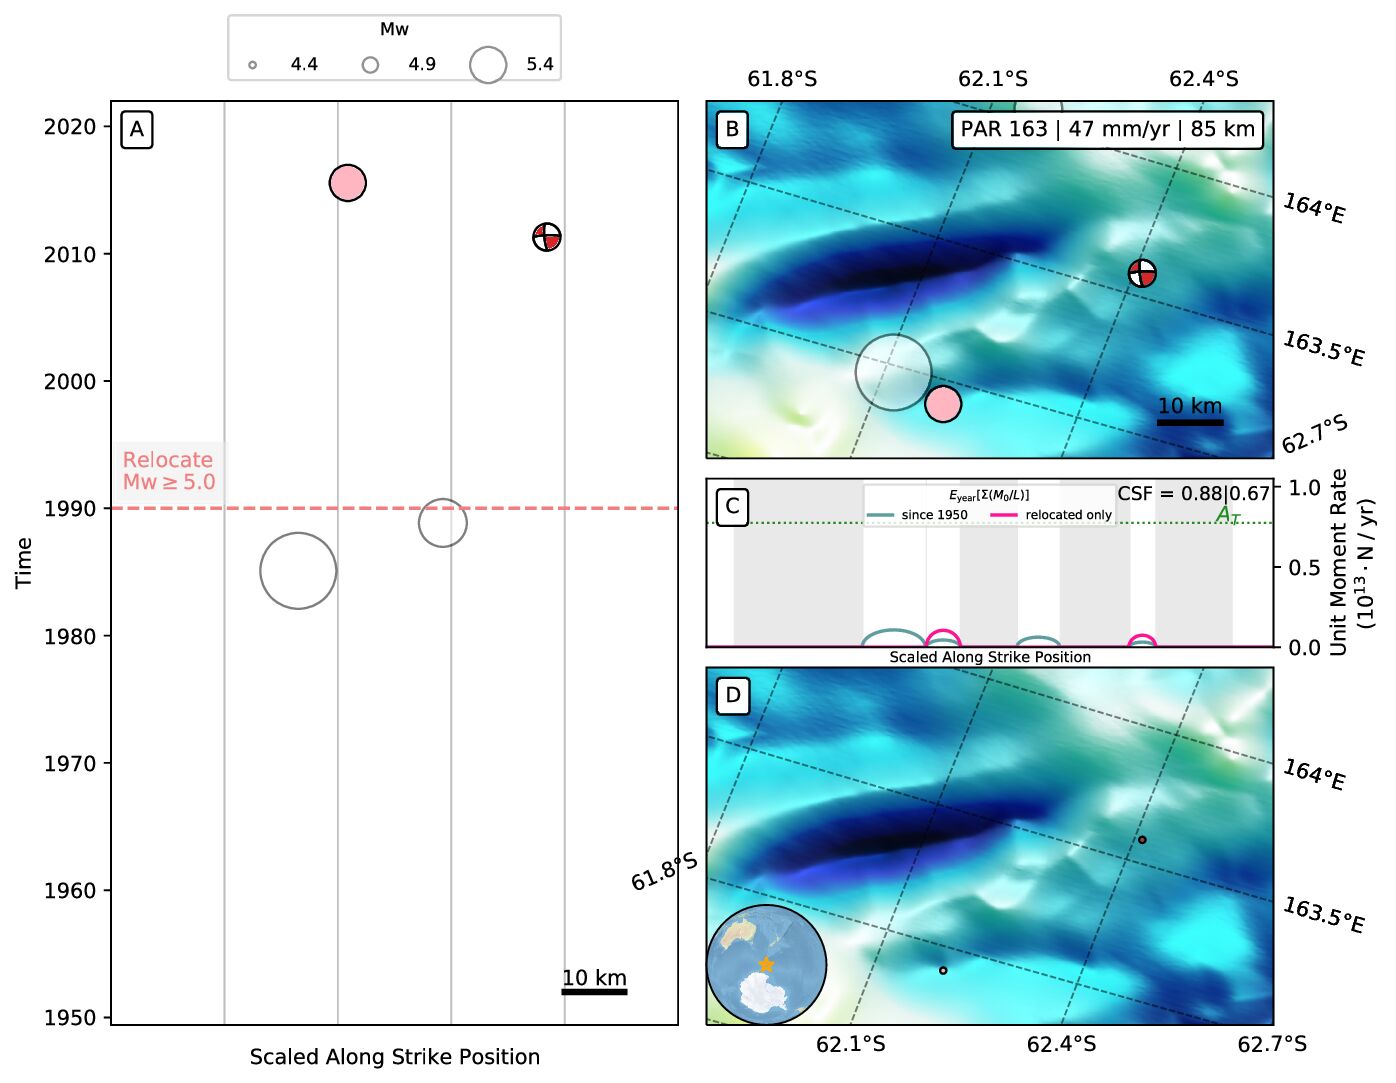 Mw
4.4 4.9 5.4
A
2020
2010
2000
1990
1980
1970
1960
1950
Time
Relocate
Mw ≥ 5.0
10 km
Scaled Along Strike Position
61.8°S 62.1°S 62.4°S
B
PAR 163 | 47 mm/yr | 85 km
164°E
163.5°E
62.7°S
10 km
C
E_year[Σ(M₀/L)]
since 1950 relocated only
CSF = 0.88|0.67
A_T
1.0
0.5
0.0
Unit Moment Rate
(10¹³ · N / yr)
Scaled Along Strike Position
D
61.8°S
164°E
163.5°E
62.1°S 62.4°S 62.7°S